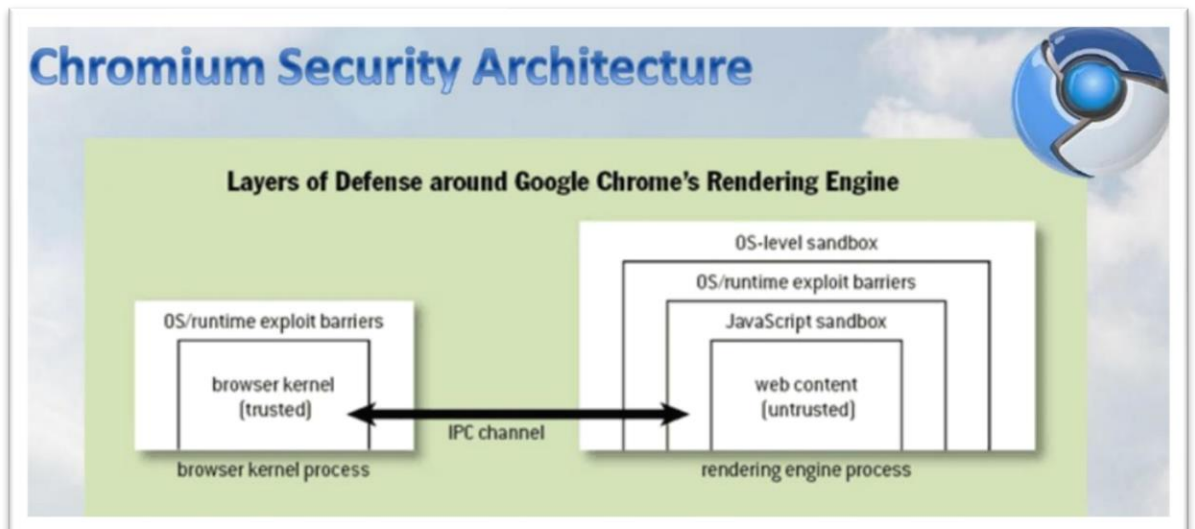 Chromium Security Architecture
Layers of Defense around Google Chrome's Rendering Engine
OS/runtime exploit barriers
browser kernel
(trusted)
browser kernel process
IPC channel
OS-level sandbox
OS/runtime exploit barriers
JavaScript sandbox
web content
(untrusted)
rendering engine process